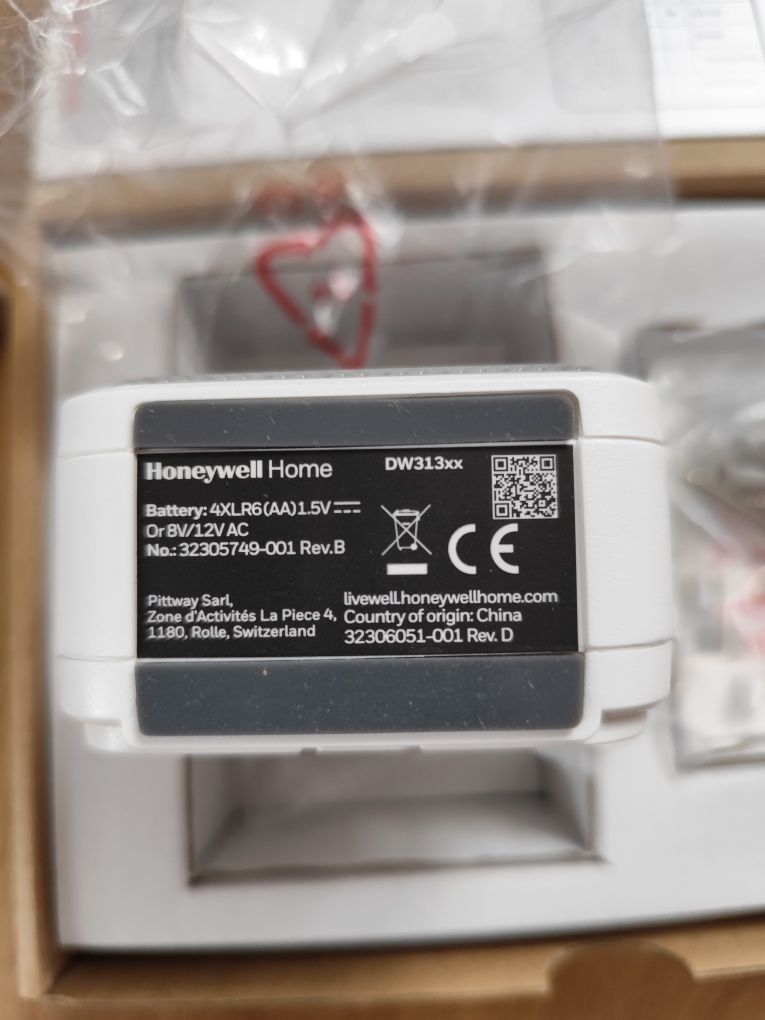 Honeywell Home
DW313xx
Battery: 4XLR6(AA)1.5V
Or 8V/12V AC
No.: 32305749-001 Rev.B
CE
Pittway Sarl,
Zone d'Activités La Piece 4,
1180, Rolle, Switzerland
livewell.honeywellhome.com
Country of origin: China
32306051-001 Rev. D